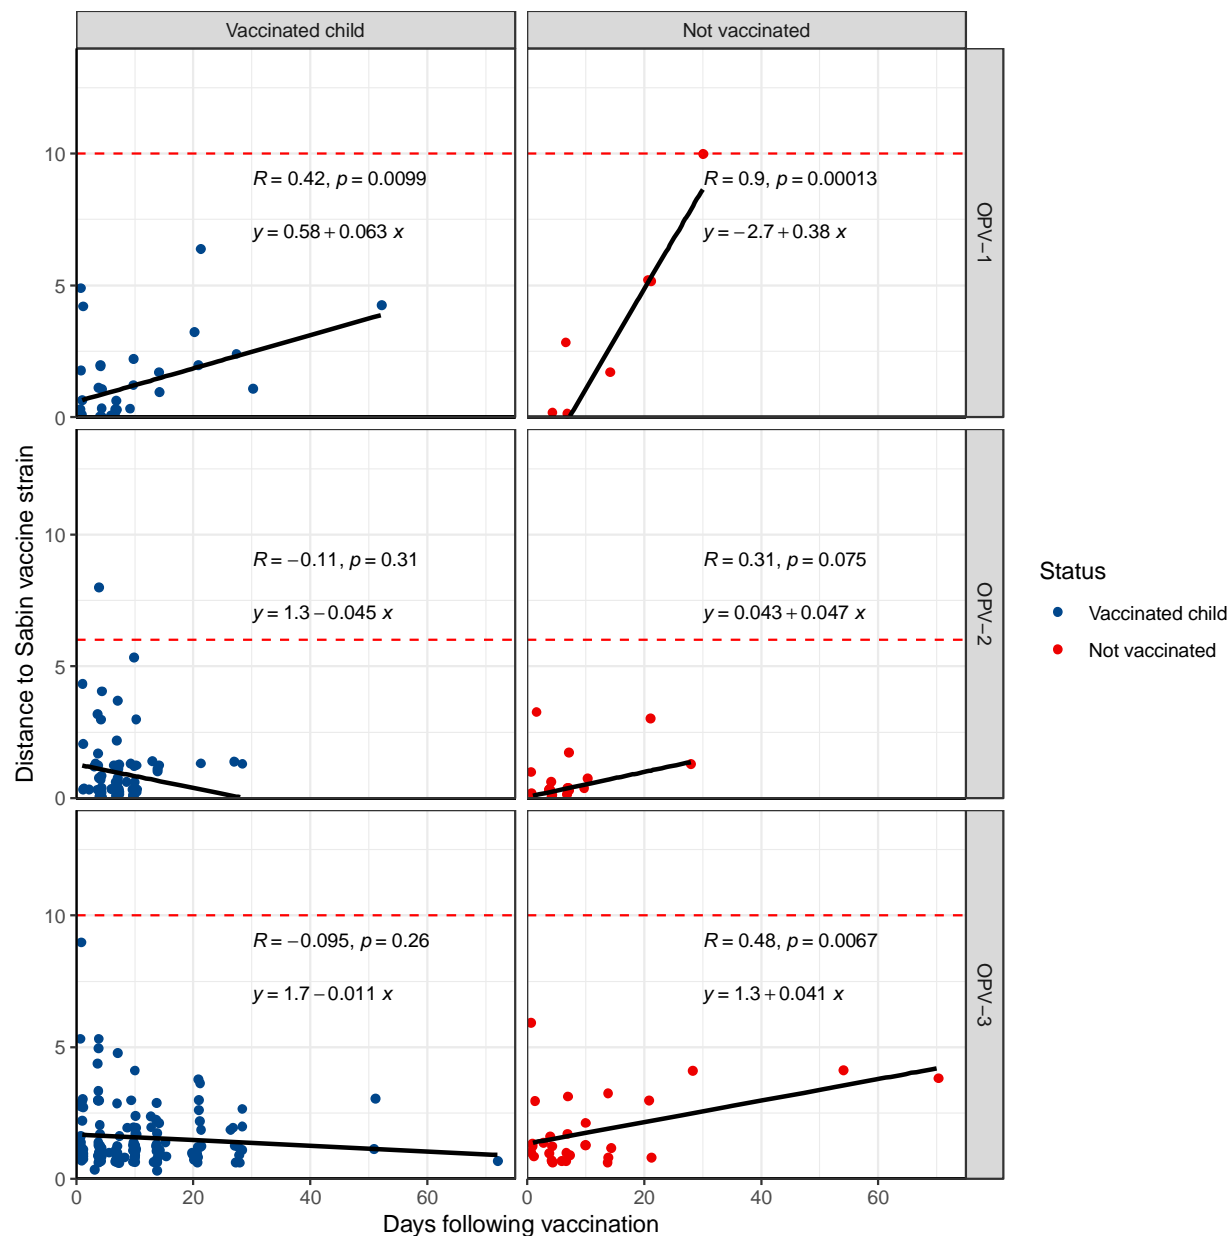 Vaccinated child
Not vaccinated
10
5
0
R = 0.42, p = 0.0099
y = 0.58 + 0.063 x
R = 0.9, p = 0.00013
y = −2.7 + 0.38 x
OPV−1
10
5
0
R = −0.11, p = 0.31
y = 1.3 − 0.045 x
R = 0.31, p = 0.075
y = 0.043 + 0.047 x
OPV−2
10
5
0
R = −0.095, p = 0.26
y = 1.7 − 0.011 x
R = 0.48, p = 0.0067
y = 1.3 + 0.041 x
OPV−3
0 20 40 60
0 20 40 60
Days following vaccination
Distance to Sabin vaccine strain
Status
Vaccinated child
Not vaccinated